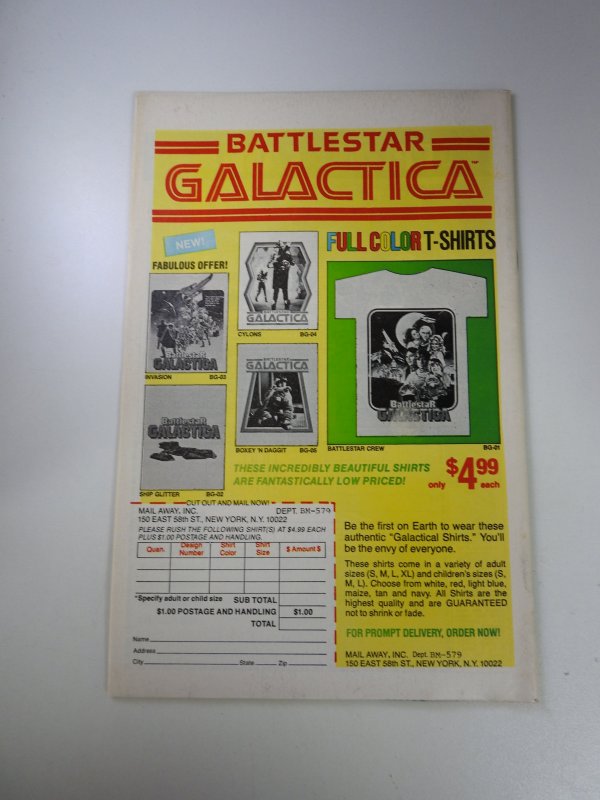 BATTLESTAR
GALACTICA™
NEW!
FULL COLOR T-SHIRTS
FABULOUS OFFER!
BATTLESTAR
GALACTICA
CYLONS BG-04
Battlestar
GALACTICA
INVASION BG-03
BATTLESTAR
GALACTICA
BOXEY 'N DAGGIT BG-05
Battlestar
GALACTICA
BATTLESTAR CREW BG-01
Battlestar
GALACTICA
SHIP GLITTER BG-02
THESE INCREDIBLY BEAUTIFUL SHIRTS
ARE FANTASTICALLY LOW PRICED!
only $4.99 each
CUT OUT AND MAIL NOW!
MAIL AWAY, INC. DEPT. BM-579
150 EAST 58th ST., NEW YORK, N.Y. 10022
PLEASE RUSH THE FOLLOWING SHIRT(S) AT $4.99 EACH
PLUS $1.00 POSTAGE AND HANDLING.
Quan. Design Number Shirt Color Shirt Size $ Amount $
*Specify adult or child size SUB TOTAL
$1.00 POSTAGE AND HANDLING $1.00
TOTAL
Name
Address
City State Zip
Be the first on Earth to wear these
authentic "Galactical Shirts." You'll
be the envy of everyone.
These shirts come in a variety of adult
sizes (S, M, L, XL) and children's sizes (S,
M, L). Choose from white, red, light blue,
maize, tan and navy. All Shirts are the
highest quality and are GUARANTEED
not to shrink or fade.
FOR PROMPT DELIVERY, ORDER NOW!
MAIL AWAY, INC. Dept. BM-579
150 EAST 58th ST., NEW YORK, N.Y. 10022